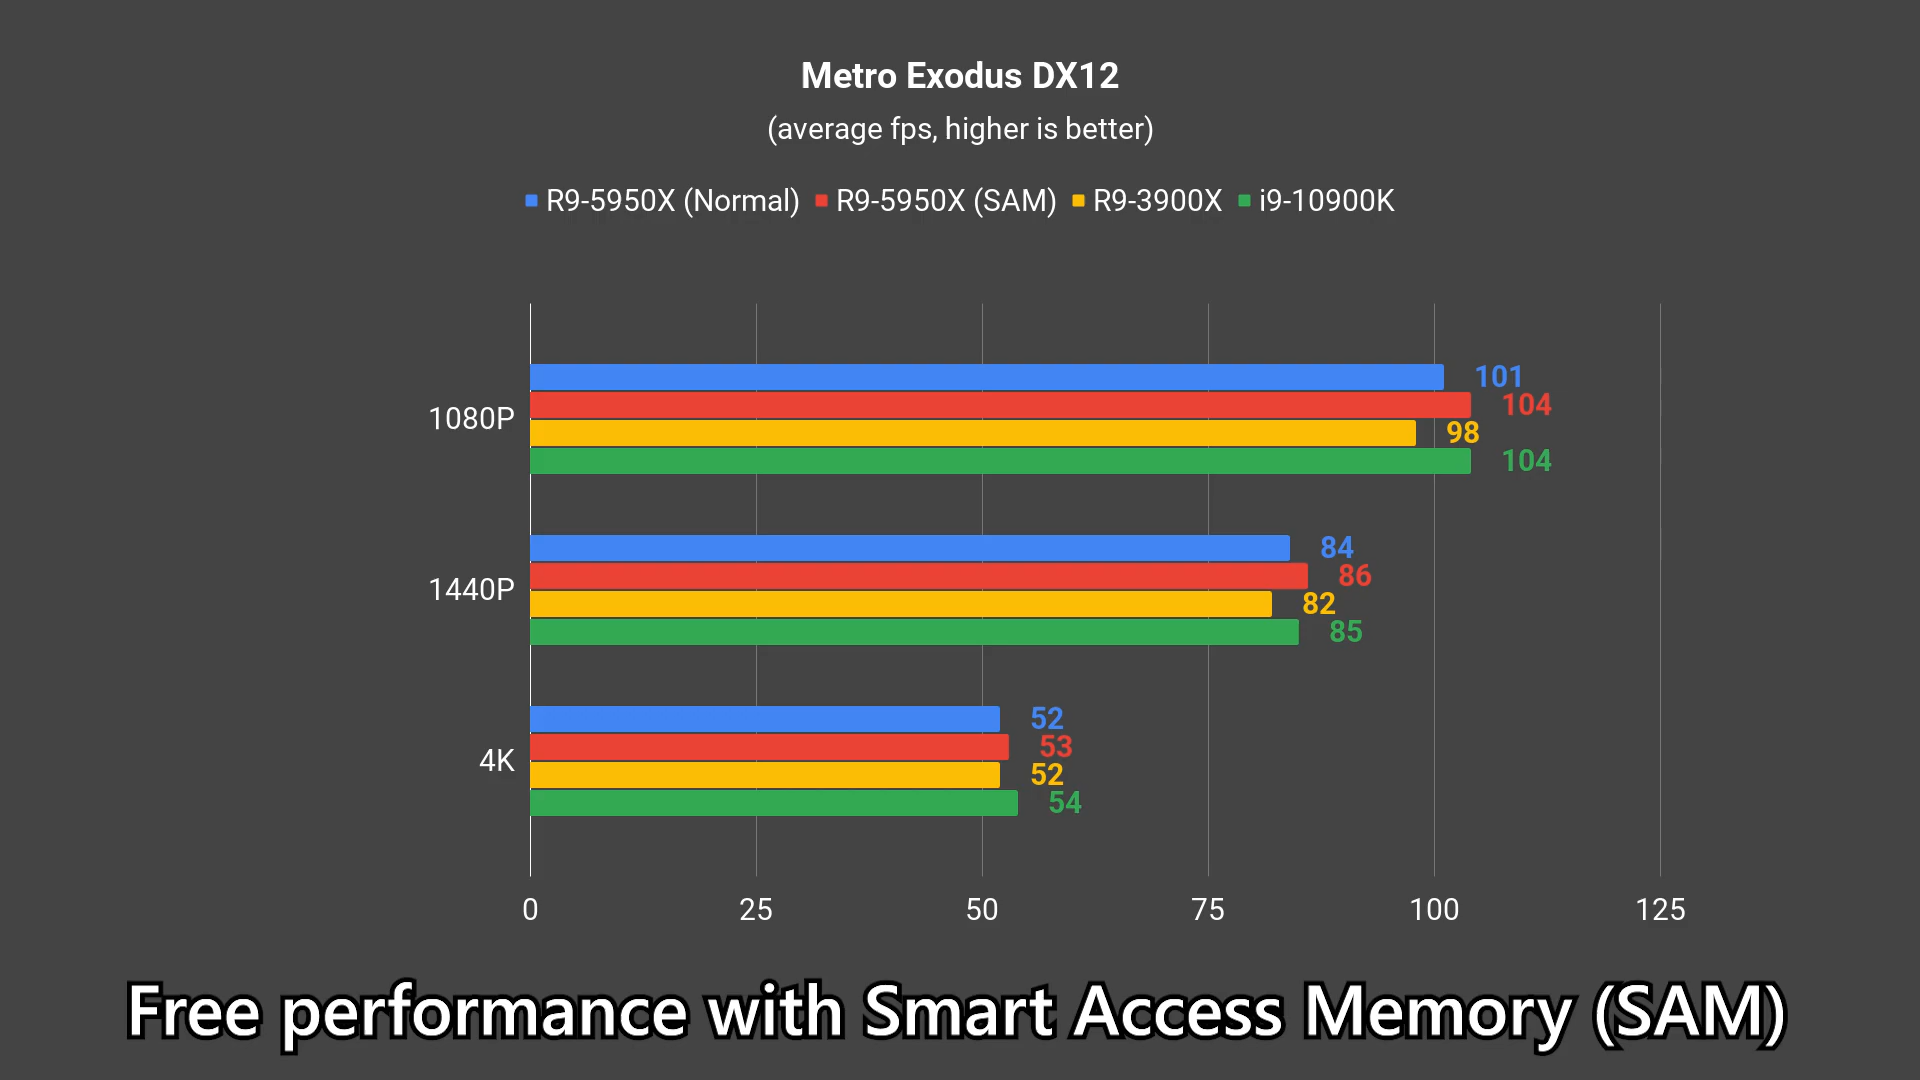 Metro Exodus DX12
(average fps, higher is better)
R9-5950X (Normal) R9-5950X (SAM) R9-3900X i9-10900K
1080P
101
104
98
104
1440P
84
86
82
85
4K
52
53
52
54
0 25 50 75 100 125
Free performance with Smart Access Memory (SAM)